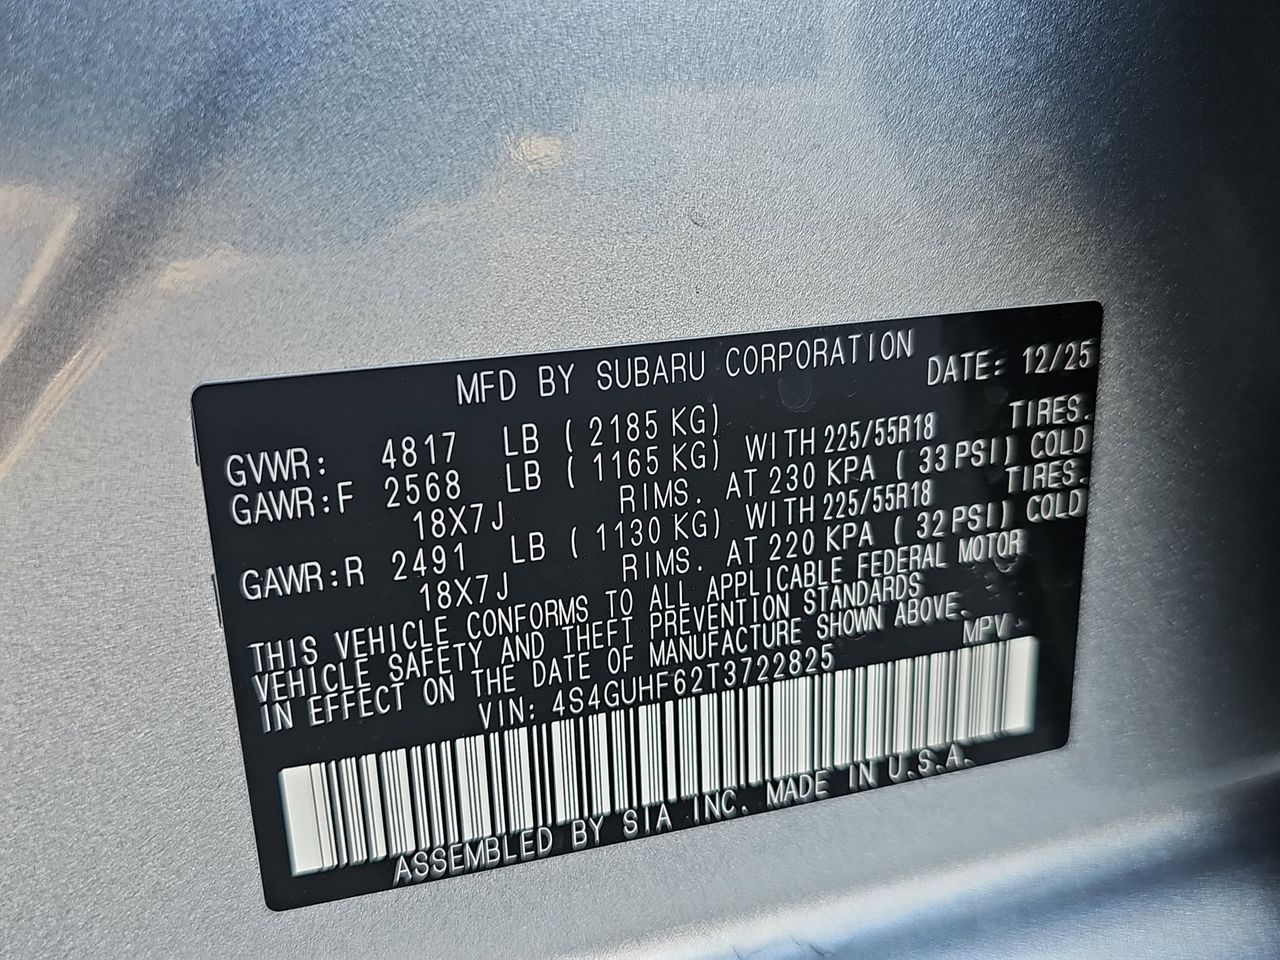 MFD BY SUBARU CORPORATION DATE: 12/25
GVWR: 4817 LB ( 2185 KG)
GAWR:F 2568 LB ( 1165 KG) WITH 225/55R18 TIRES.
18X7J RIMS. AT 230 KPA ( 33 PSI) COLD
GAWR:R 2491 LB ( 1130 KG) WITH 225/55R18 TIRES.
18X7J RIMS. AT 220 KPA ( 32 PSI) COLD
THIS VEHICLE CONFORMS TO ALL APPLICABLE FEDERAL MOTOR
VEHICLE SAFETY AND THEFT PREVENTION STANDARDS
IN EFFECT ON THE DATE OF MANUFACTURE SHOWN ABOVE.
VIN: 4S4GUHF62T3722825 MPV
ASSEMBLED BY SIA INC. MADE IN U.S.A.